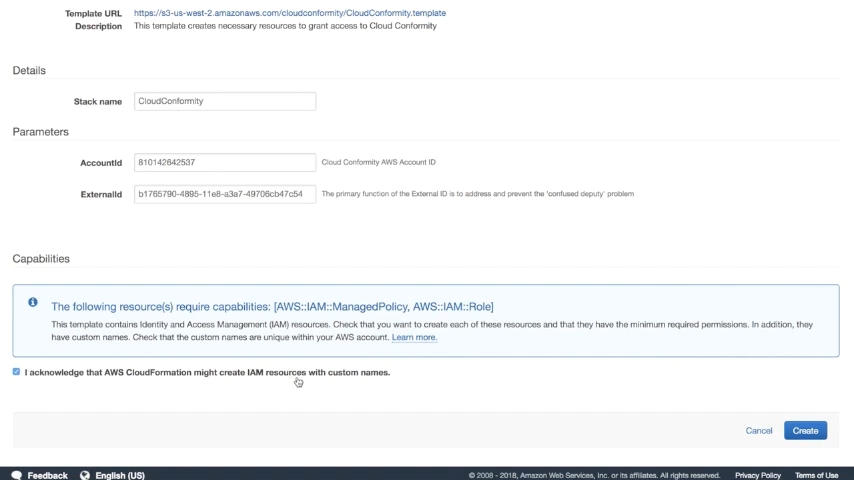 Template URL https://s3-us-west-2.amazonaws.com/cloudconformity/CloudConformity.template
Description This template creates necessary resources to grant access to Cloud Conformity
Details
Stack name CloudConformity
Parameters
AccountId 810142642537 Cloud Conformity AWS Account ID
ExternalId b1765790-4895-11e8-a3a7-49706cb47c54 The primary function of the External ID is to address and prevent the 'confused deputy' problem
Capabilities
The following resource(s) require capabilities: [AWS::IAM::ManagedPolicy, AWS::IAM::Role]
This template contains Identity and Access Management (IAM) resources. Check that you want to create each of these resources and that they have the minimum required permissions. In addition, they
have custom names. Check that the custom names are unique within your AWS account. Learn more.
I acknowledge that AWS CloudFormation might create IAM resources with custom names.
Cancel Create
Feedback English (US) © 2008 - 2018, Amazon Web Services, Inc. or its affiliates. All rights reserved. Privacy Policy Terms of Use